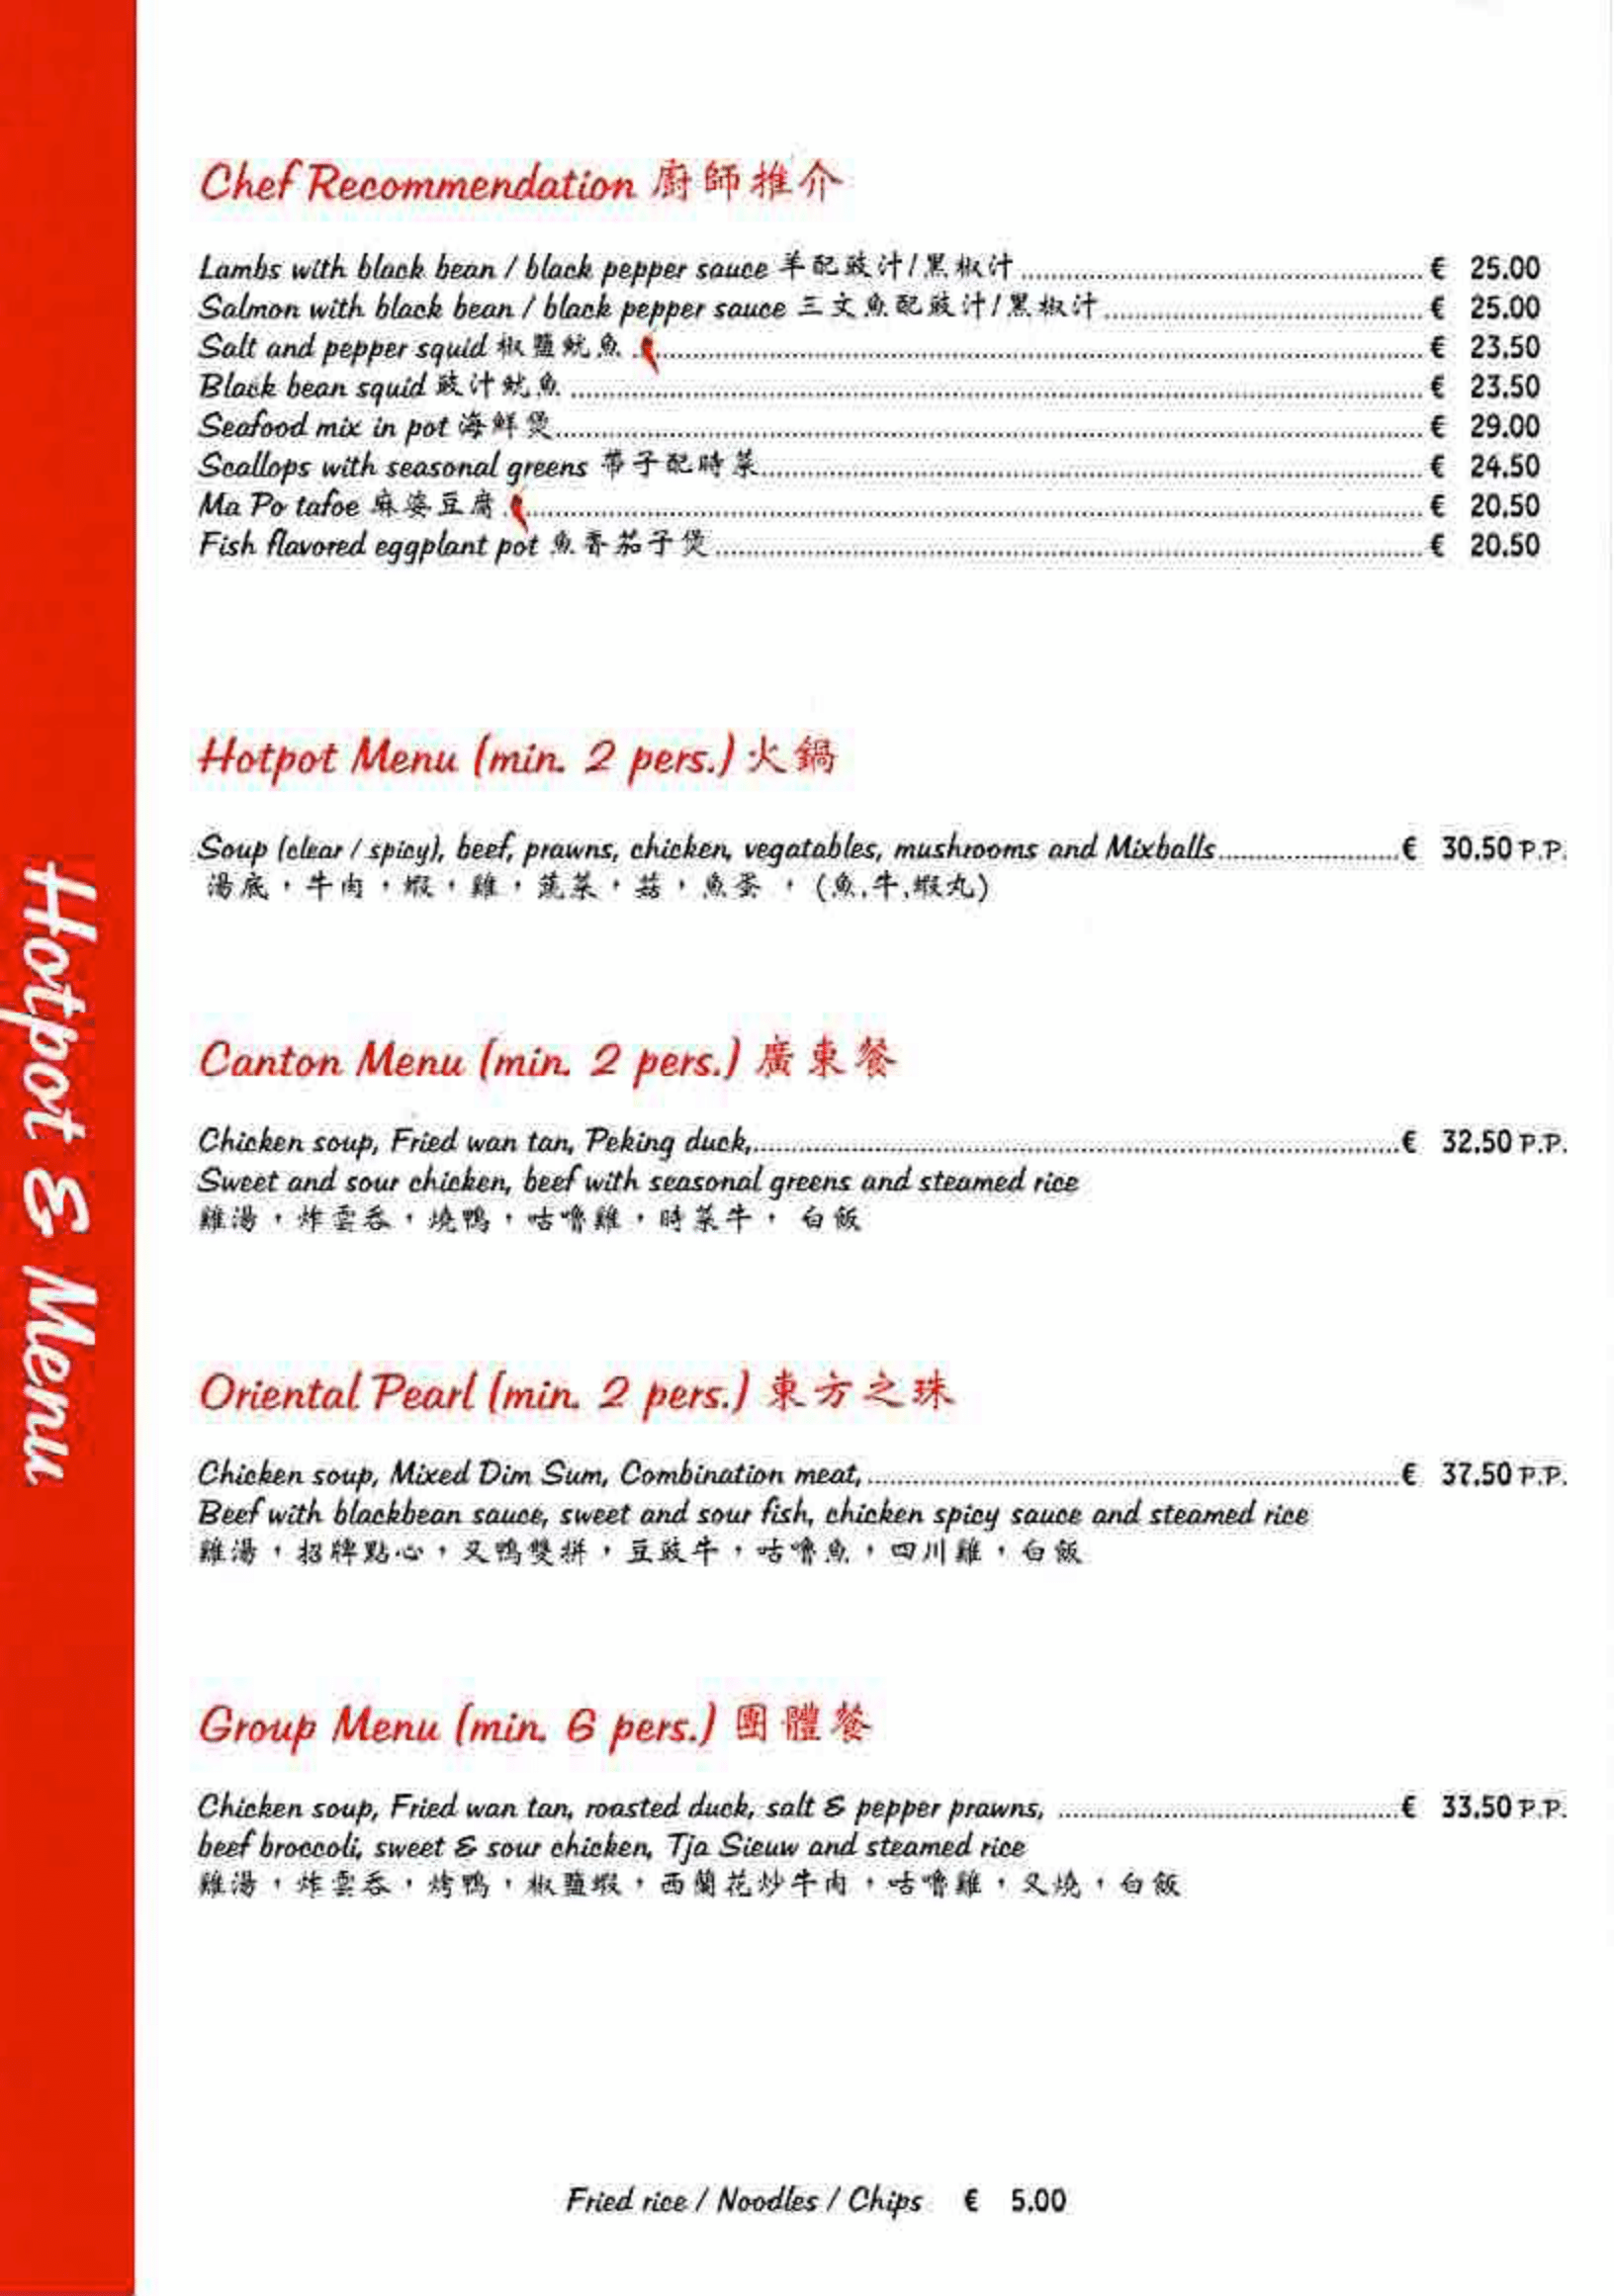 Chef Recommendation 廚師推介
Lambs with black bean / black pepper sauce 羊配豉汁/黑椒汁 € 25.00
Salmon with black bean / black pepper sauce 三文魚配豉汁/黑椒汁 € 25.00
Salt and pepper squid 椒鹽魷魚 € 23.50
Black bean squid 豉汁魷魚 € 23.50
Seafood mix in pot 海鮮煲 € 29.00
Scallops with seasonal greens 帶子配時菜 € 24.50
Ma Po tafoe 麻婆豆腐 € 20.50
Fish flavored eggplant pot 魚香茄子煲 € 20.50
Hotpot Menu (min. 2 pers.) 火鍋
Soup (clear / spicy), beef, prawns, chicken, vegatables, mushrooms and Mixballs € 30.50 P.P.
湯底，牛肉，蝦，雞，蔬菜，菇，魚蛋，(魚.牛.蝦丸)
Canton Menu (min. 2 pers.) 廣東餐
Chicken soup, Fried wan tan, Peking duck, € 32.50 P.P.
Sweet and sour chicken, beef with seasonal greens and steamed rice
雞湯，炸雲吞，燒鴨，咕嚕雞，時菜牛，白飯
Oriental Pearl (min. 2 pers.) 東方之珠
Chicken soup, Mixed Dim Sum, Combination meat, € 37.50 P.P.
Beef with blackbean sauce, sweet and sour fish, chicken spicy sauce and steamed rice
雞湯，招牌點心，叉鴨雙拼，豆豉牛，咕嚕魚，四川雞，白飯
Group Menu (min. 6 pers.) 團體餐
Chicken soup, Fried wan tan, roasted duck, salt & pepper prawns, € 33.50 P.P.
beef broccoli, sweet & sour chicken, Tja Sieuw and steamed rice
雞湯，炸雲吞，烤鴨，椒鹽蝦，西蘭花炒牛肉，咕嚕雞，叉燒，白飯
Fried rice / Noodles / Chips € 5.00
Hotpot & Menu